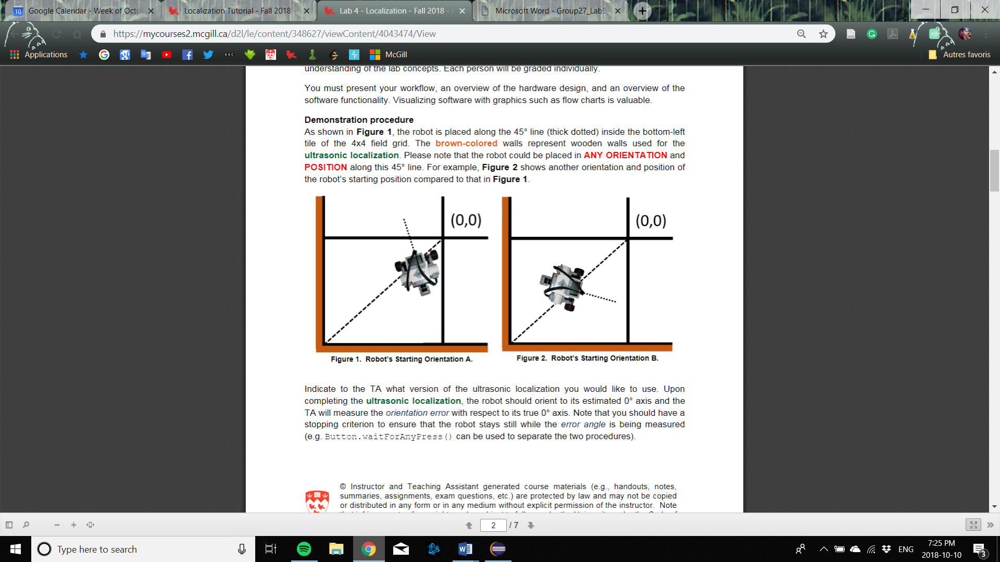 Google Calendar - Week of Octo
Localization Tutorial - Fall 2018 -
Lab 4 - Localization - Fall 2018 -
Microsoft Word - Group27_Lab3
https://mycourses2.mcgill.ca/d2l/le/content/348627/viewContent/4043474/View
Applications
BBC
McGill
Autres favoris
understanding of the lab concepts. Each person will be graded individually.
You must present your workflow, an overview of the hardware design, and an overview of the
software functionality. Visualizing software with graphics such as flow charts is valuable.
Demonstration procedure
As shown in Figure 1, the robot is placed along the 45° line (thick dotted) inside the bottom-left
tile of the 4x4 field grid. The brown-colored walls represent wooden walls used for the
ultrasonic localization. Please note that the robot could be placed in ANY ORIENTATION and
POSITION along this 45° line. For example, Figure 2 shows another orientation and position of
the robot's starting position compared to that in Figure 1.
(0,0)
(0,0)
Figure 1. Robot's Starting Orientation A.
Figure 2. Robot's Starting Orientation B.
Indicate to the TA what version of the ultrasonic localization you would like to use. Upon
completing the ultrasonic localization, the robot should orient to its estimated 0° axis and the
TA will measure the orientation error with respect to its true 0° axis. Note that you should have a
stopping criterion to ensure that the robot stays still while the error angle is being measured
(e.g. Button.waitForAnyPress() can be used to separate the two procedures).
© Instructor and Teaching Assistant generated course materials (e.g., handouts, notes,
summaries, assignments, exam questions, etc.) are protected by law and may not be copied
or distributed in any form or in any medium without explicit permission of the instructor. Note
2 / 7
Type here to search
ENG
7:25 PM
2018-10-10
3